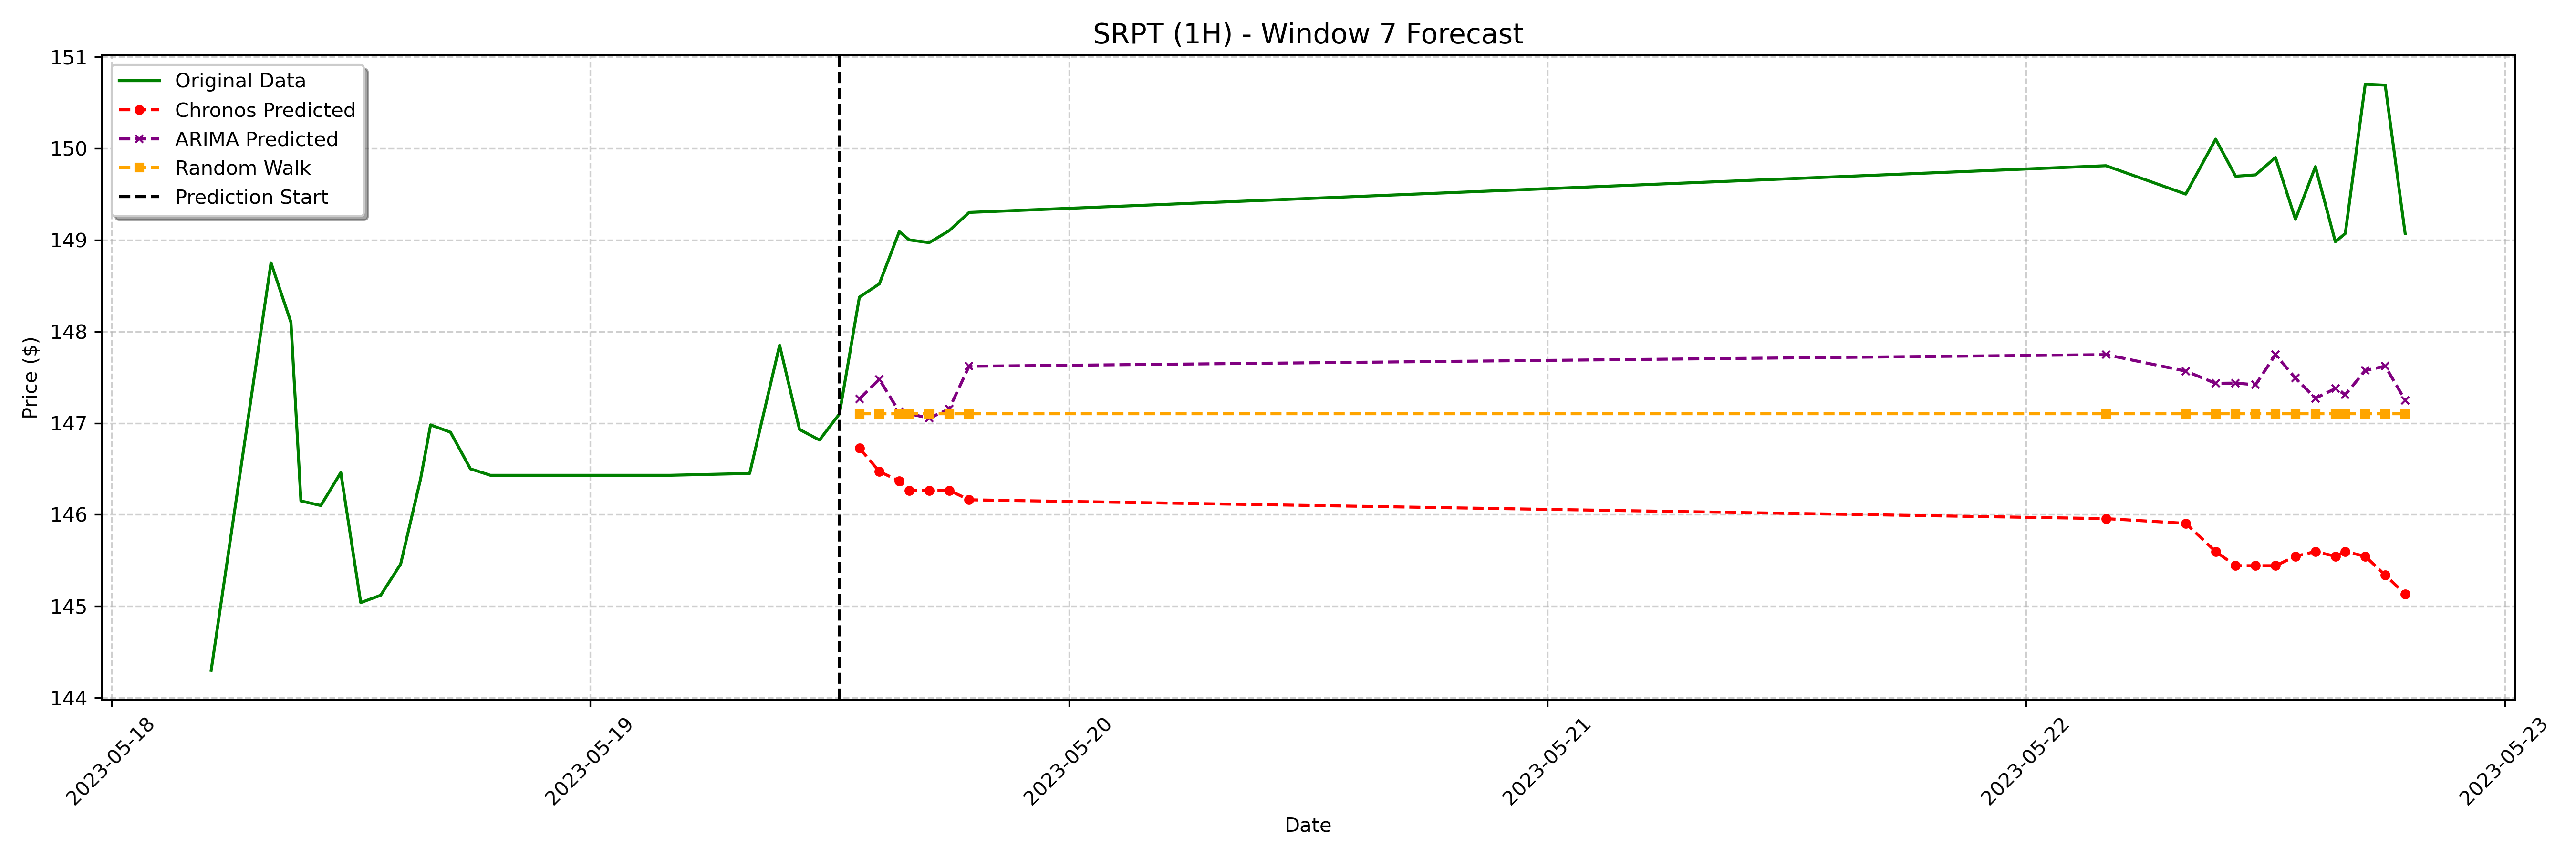 SRPT (1H) - Window 7 Forecast
Original Data
Chronos Predicted
ARIMA Predicted
Random Walk
Prediction Start
Price ($)
151
150
149
148
147
146
145
144
2023-05-18
2023-05-19
2023-05-20
2023-05-21
2023-05-22
2023-05-23
Date